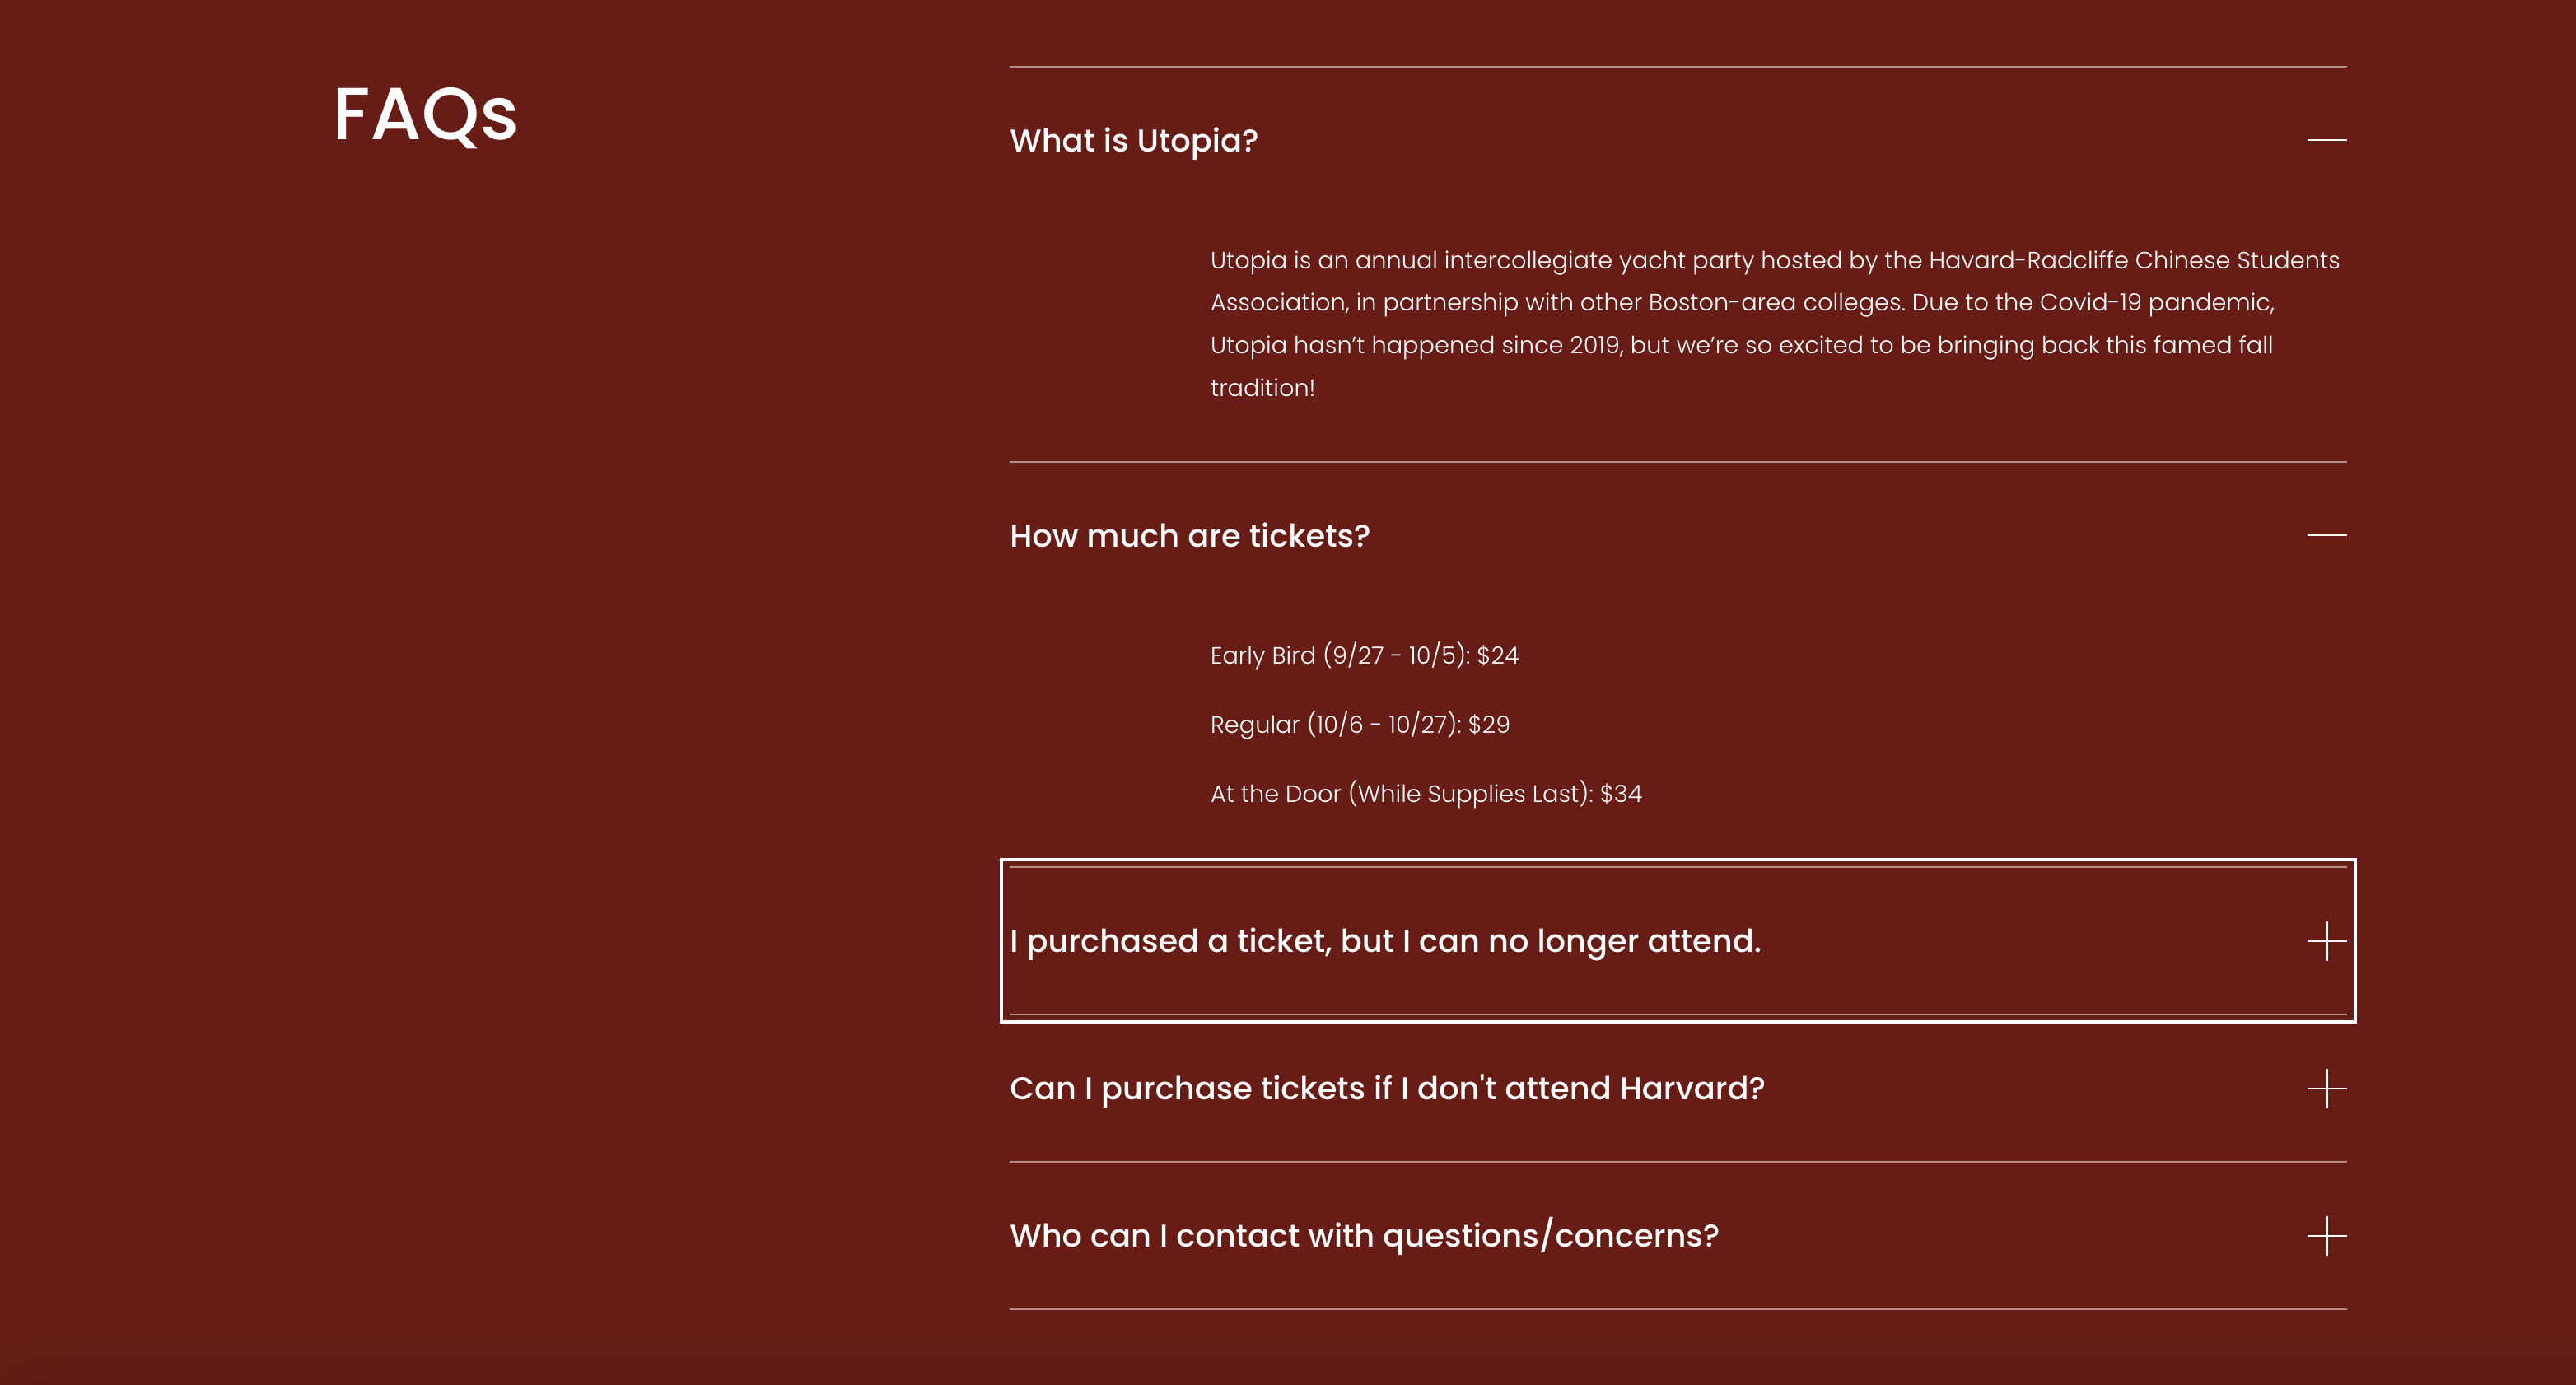 FAQs
What is Utopia?
Utopia is an annual intercollegiate yacht party hosted by the Havard-Radcliffe Chinese Students
Association, in partnership with other Boston-area colleges. Due to the Covid-19 pandemic,
Utopia hasn’t happened since 2019, but we’re so excited to be bringing back this famed fall
tradition!
How much are tickets?
Early Bird (9/27 - 10/5): $24
Regular (10/6 - 10/27): $29
At the Door (While Supplies Last): $34
I purchased a ticket, but I can no longer attend.
Can I purchase tickets if I don't attend Harvard?
Who can I contact with questions/concerns?